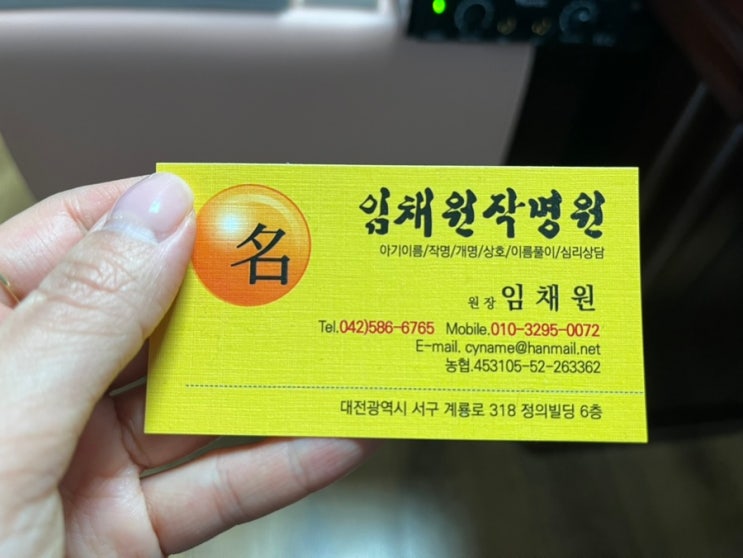 名
임채원작명원
아기이름/작명/개명/상호/이름풀이/심리상담
원장 임채원
Tel.042)586-6765 Mobile.010-3295-0072
E-mail. cyname@hanmail.net
농협.453105-52-263362
대전광역시 서구 계룡로 318 정의빌딩 6층